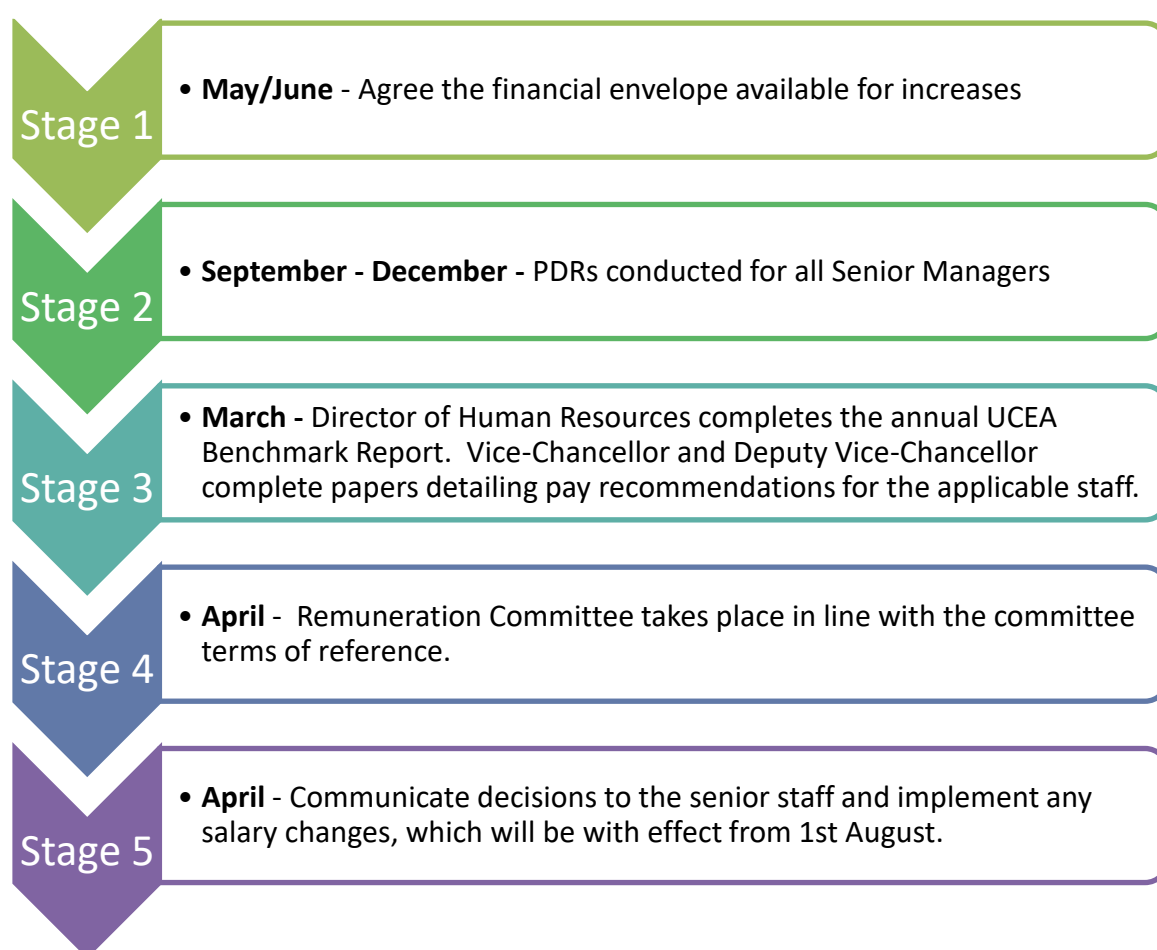 Stage 1
• May/June - Agree the financial envelope available for increases
Stage 2
• September - December - PDRs conducted for all Senior Managers
Stage 3
• March - Director of Human Resources completes the annual UCEA
Benchmark Report.  Vice-Chancellor and Deputy Vice-Chancellor
complete papers detailing pay recommendations for the applicable staff.
Stage 4
• April -  Remuneration Committee takes place in line with the committee
terms of reference.
Stage 5
• April - Communicate decisions to the senior staff and implement any
salary changes, which will be with effect from 1st August.